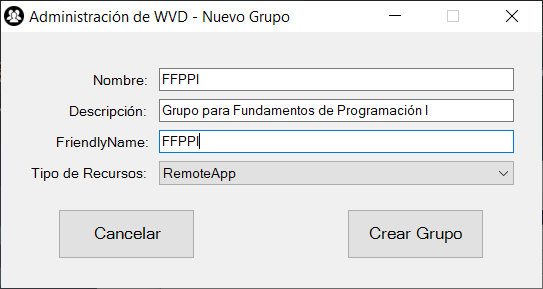 Administración de WVD - Nuevo Grupo
Nombre: FFPPI
Descripción: Grupo para Fundamentos de Programación I
FriendlyName: FFPPI
Tipo de Recursos: RemoteApp
Cancelar Crear Grupo